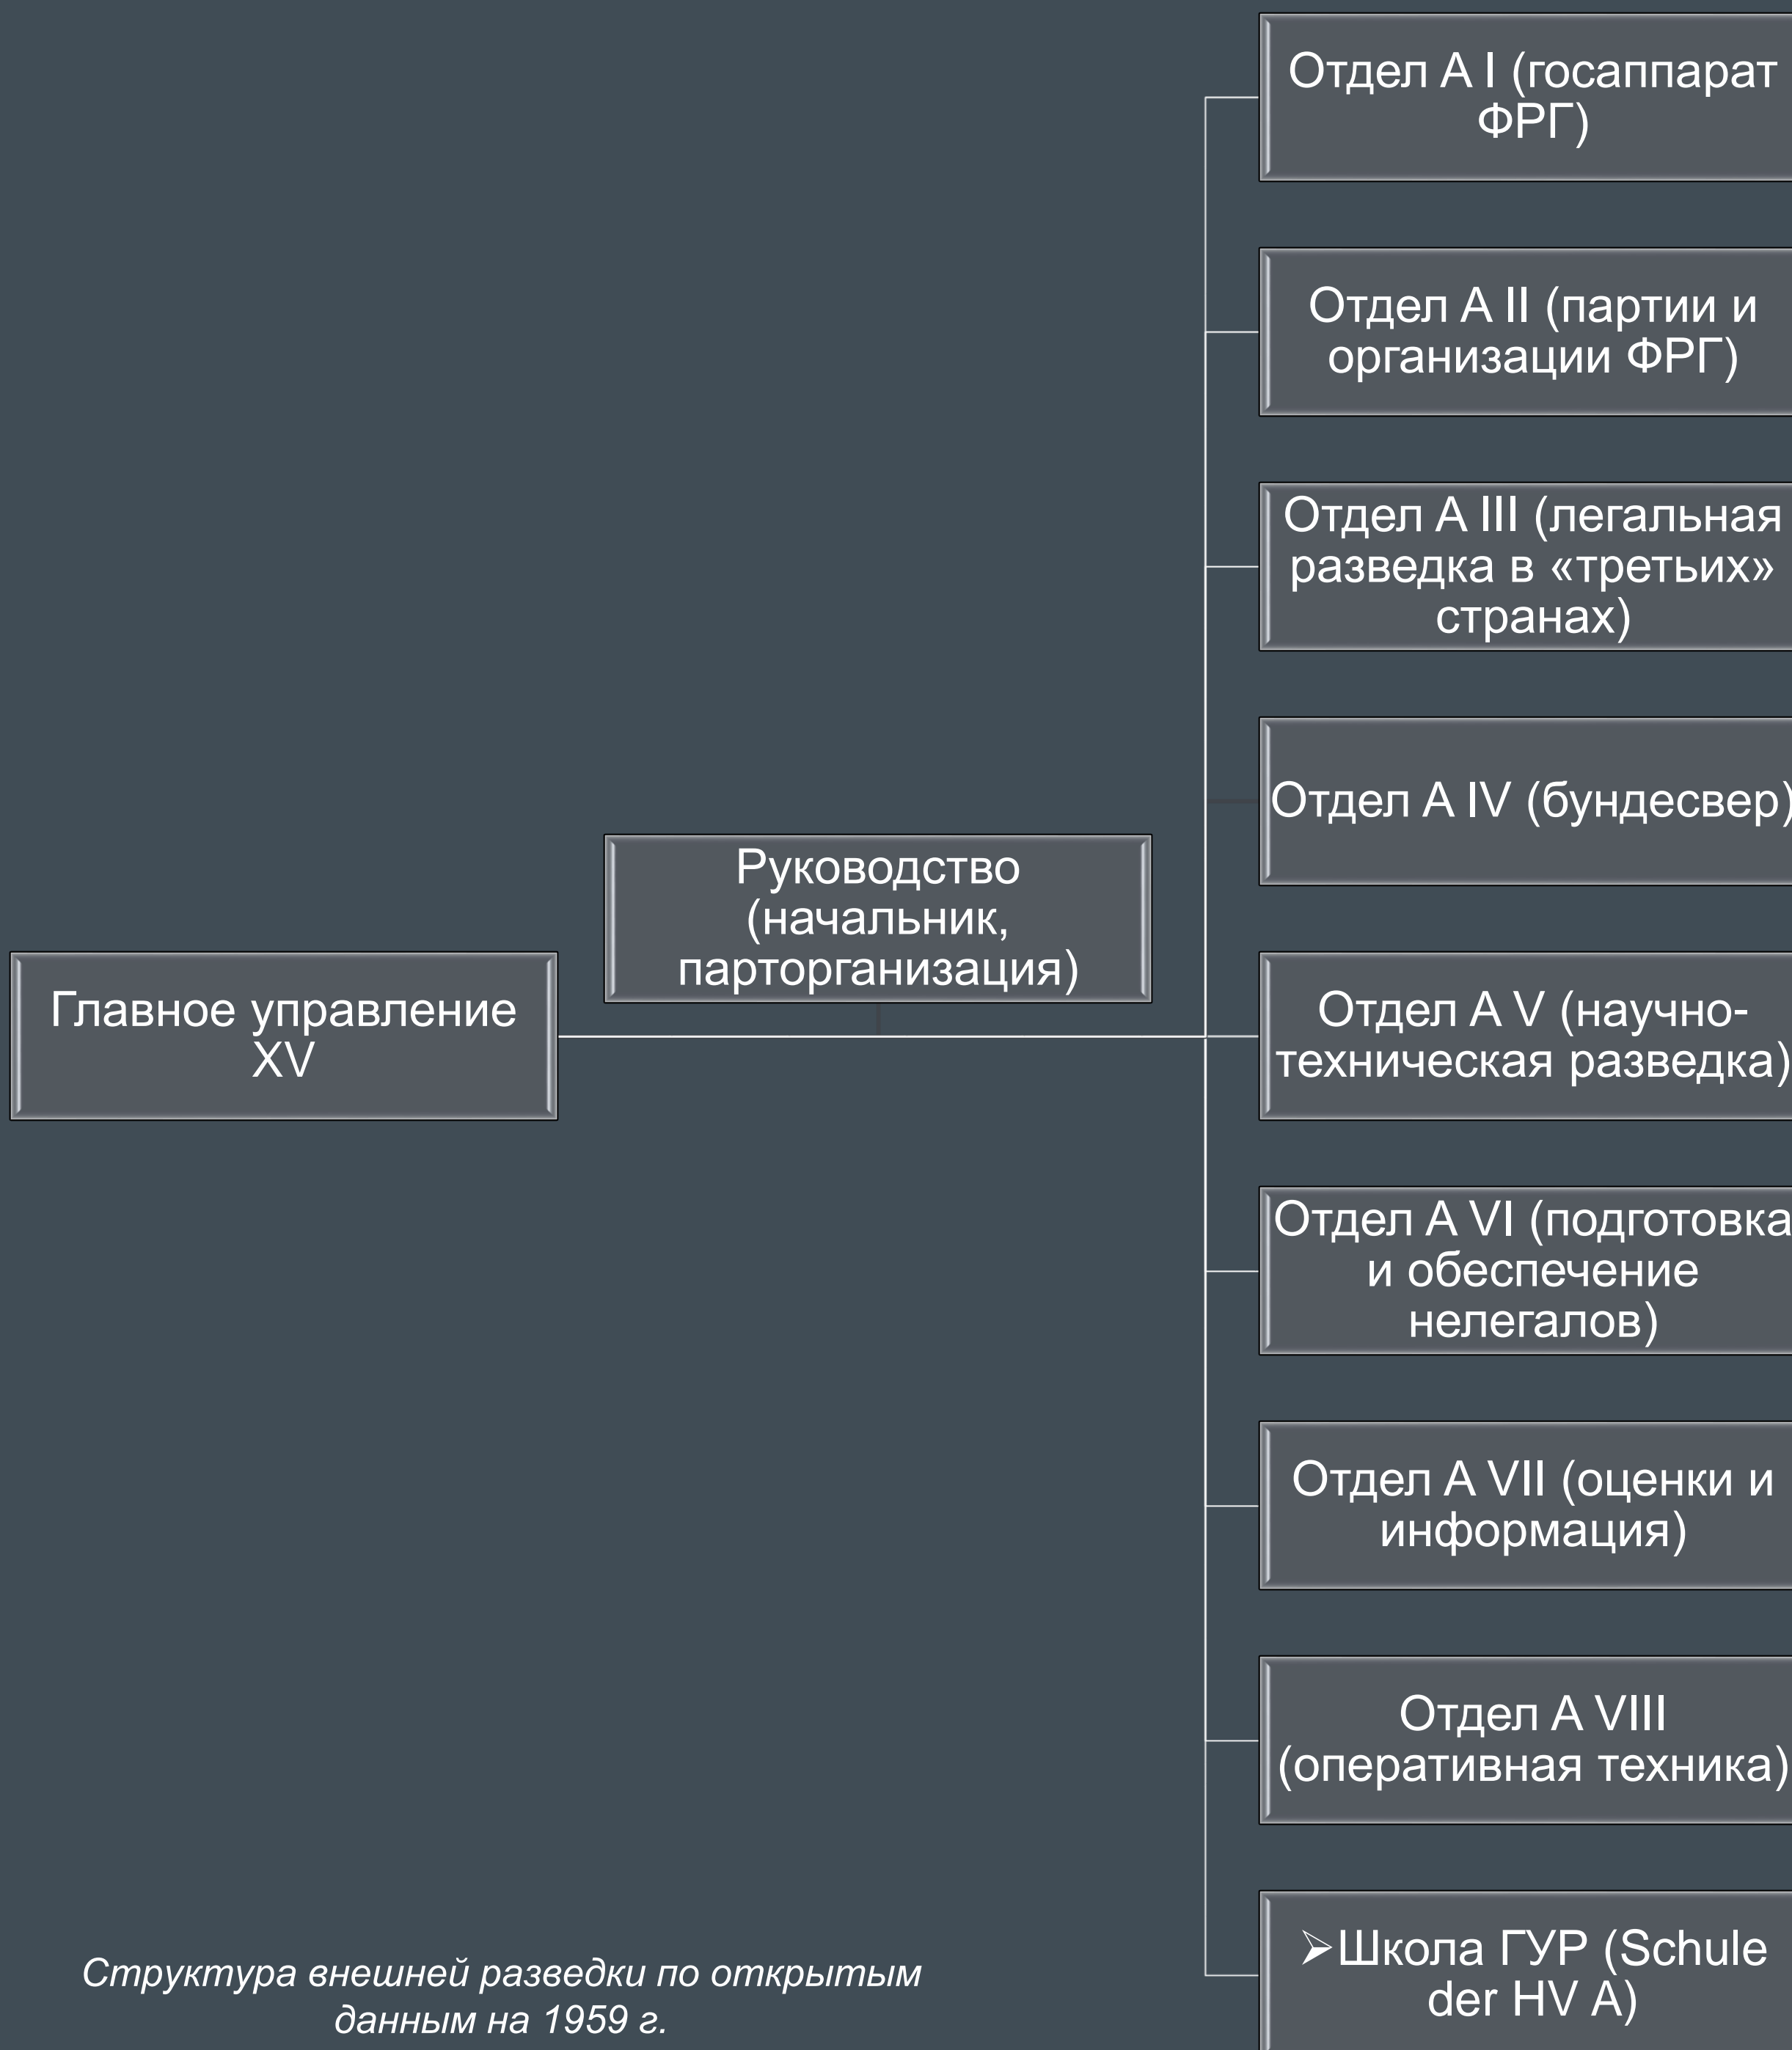 Главное управление
XV
Руководство
(начальник,
парторганизация)
Отдел A I (госаппарат
ФРГ)
Отдел A II (партии и
организации ФРГ)
Отдел A III (легальная
разведка в «третьих»
странах)
Отдел A IV (бундесвер)
Отдел A V (научно-
техническая разведка)
Отдел A VI (подготовка
и обеспечение
нелегалов)
Отдел A VII (оценки и
информация)
Отдел A VIII
(оперативная техника)
➢Школа ГУР (Schule
der HV A)
Структура внешней разведки по открытым
данным на 1959 г.